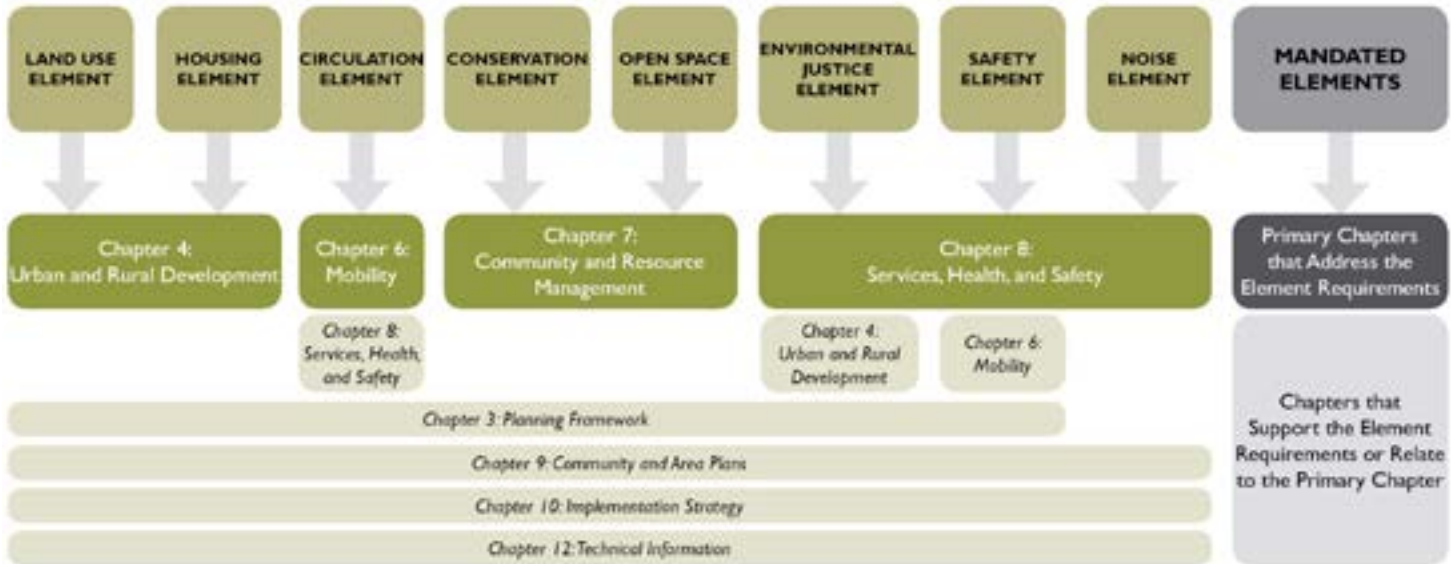 LAND USE
ELEMENT
HOUSING
ELEMENT
CIRCULATION
ELEMENT
CONSERVATION
ELEMENT
OPEN SPACE
ELEMENT
ENVIRONMENTAL
JUSTICE
ELEMENT
SAFETY
ELEMENT
NOISE
ELEMENT
MANDATED
ELEMENTS
Chapter 4:
Urban and Rural Development
Chapter 6:
Mobility
Chapter 7:
Community and Resource
Management
Chapter 8:
Services, Health, and Safety
Primary Chapters
that Address the
Element Requirements
Chapter 8:
Services, Health,
and Safety
Chapter 4:
Urban and Rural
Development
Chapter 6:
Mobility
Chapter 3: Planning Framework
Chapter 9: Community and Area Plans
Chapter 10: Implementation Strategy
Chapter 12: Technical Information
Chapters that
Support the Element
Requirements or Relate
to the Primary Chapter